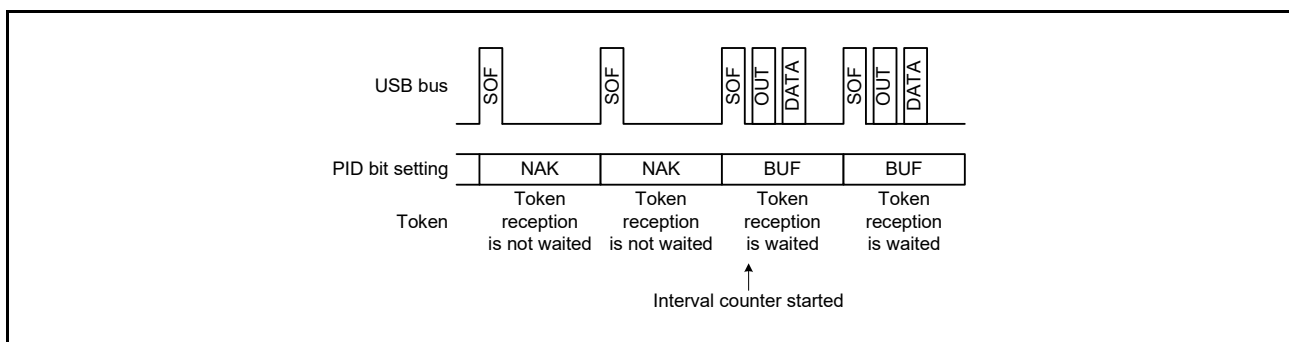 USB bus
SOF
SOF
SOF
OUT
DATA
SOF
OUT
DATA
PID bit setting
NAK
NAK
BUF
BUF
Token
Token
reception
is not waited
Token
reception
is not waited
Token
reception
is waited
Token
reception
is waited
Interval counter started